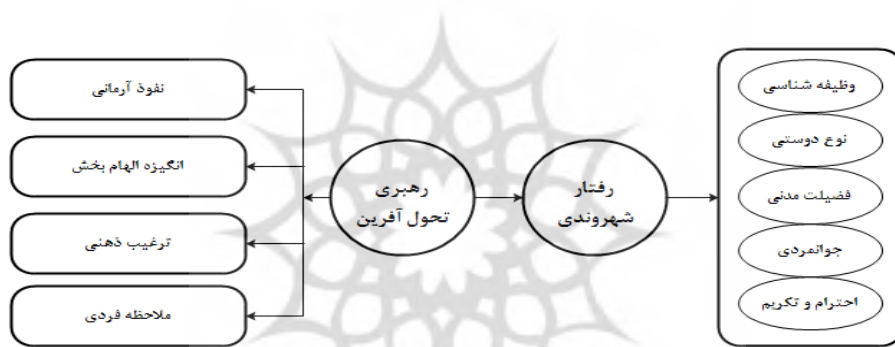 وظیفه شناسی
نوع دوستی
فضیلت مدنی
جوانمردی
احترام و تکریم
رفتار
شهروندی
رهبری
تحول آفرین
نفوذ آرمانی
انگیزه الهام بخش
ترغیب ذهنی
ملاحظه فردی